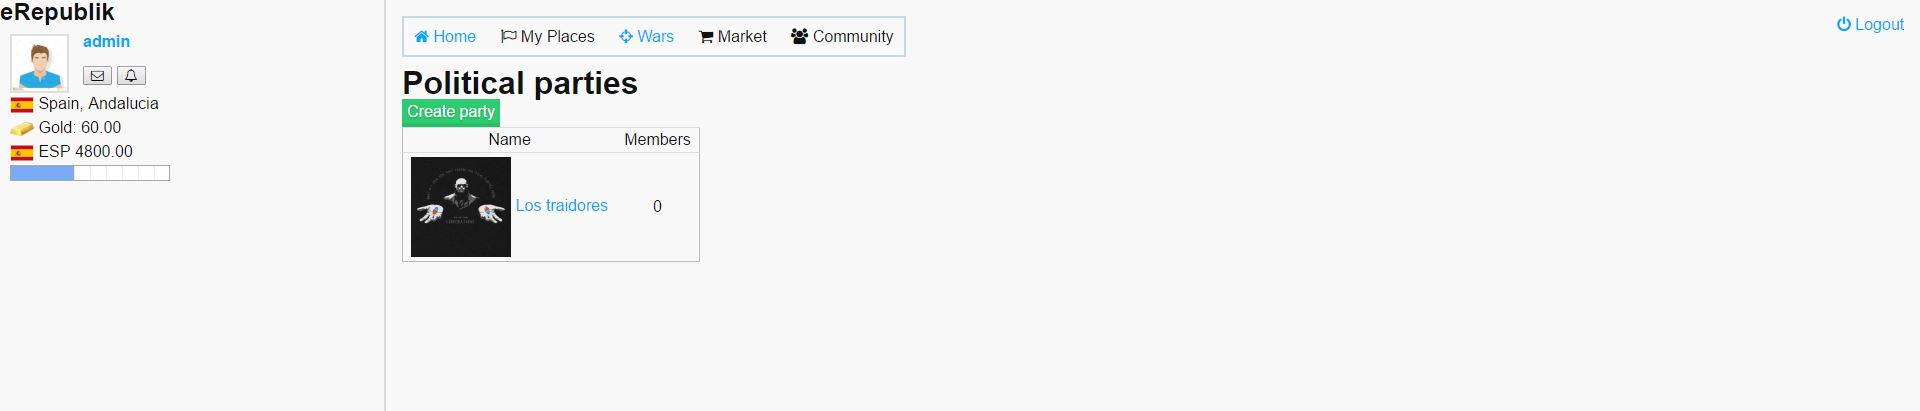 eRepublik
admin
Spain, Andalucia
Gold: 60.00
ESP 4800.00
Home My Places Wars Market Community
Logout
Political parties
Create party
Name Members
Los traidores 0